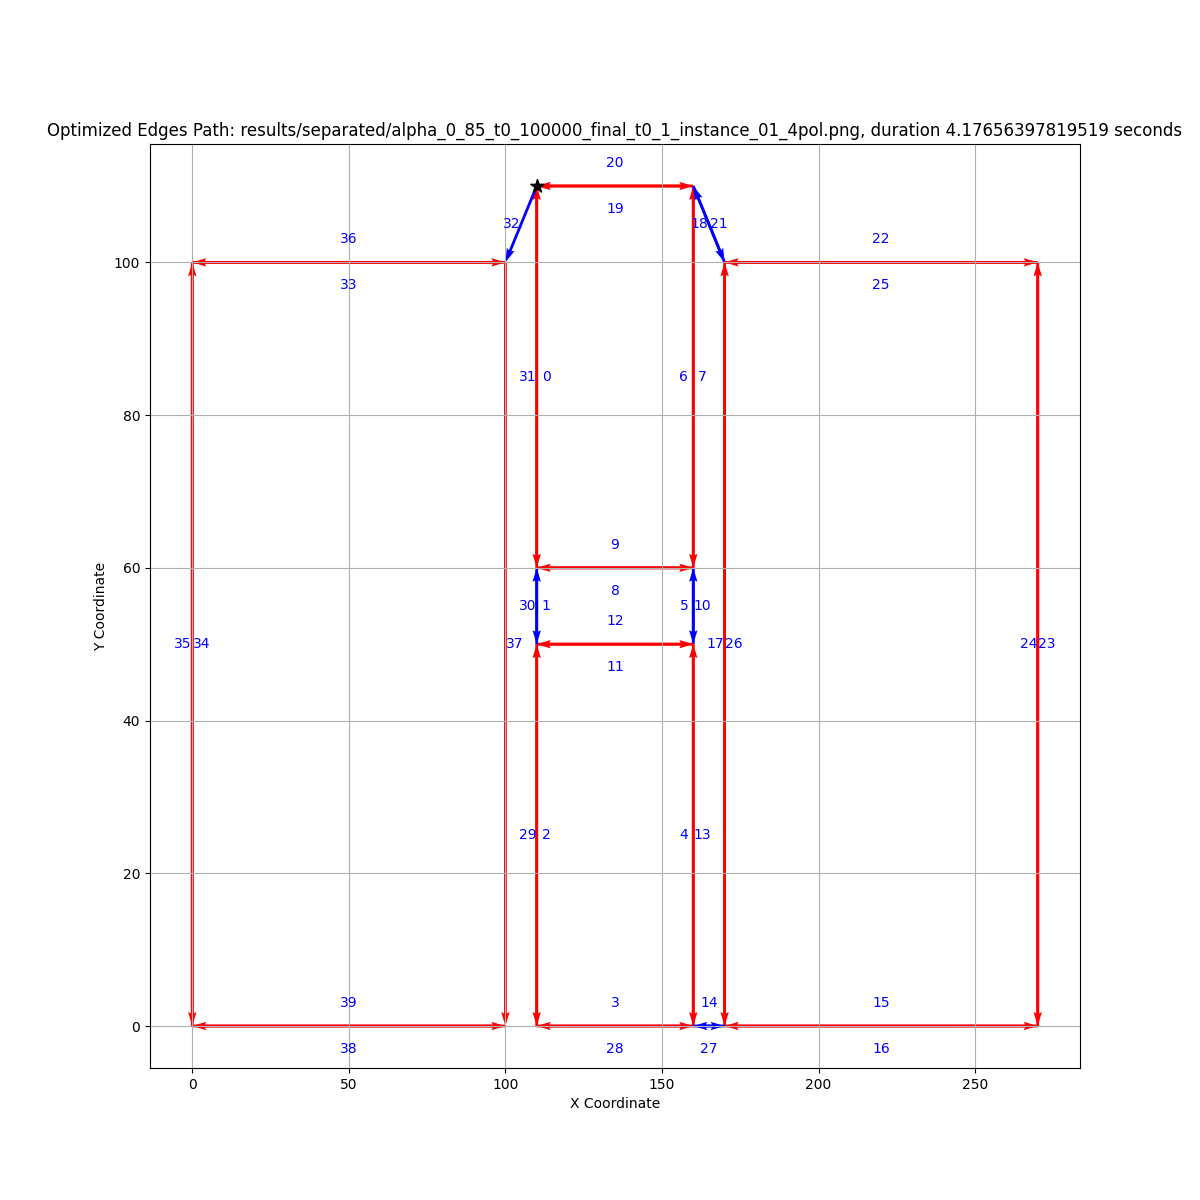 Optimized Edges Path: results/separated/alpha_0_85_t0_100000_final_t0_1_instance_01_4pol.png, duration 4.17656397819519 seconds
20
19
32 18 21
36 22
100
33 25
31 0 6 7
80
9
60
8
30 1 5 10
12
35 34 37 17 26 24 23
11
40
29 2 4 13
20
39 3 14 15
0
38 28 27 16
0 50 100 150 200 250
X Coordinate
Y Coordinate